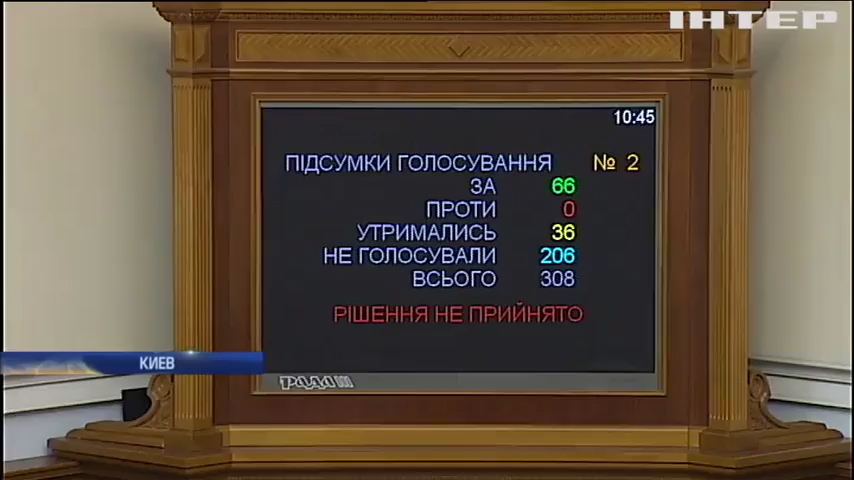 ІНТЕР
10:45
ПІДСУМКИ ГОЛОСУВАННЯ № 2
ЗА 66
ПРОТИ 0
УТРИМАЛИСЬ 36
НЕ ГОЛОСУВАЛИ 206
ВСЬОГО 308
РІШЕННЯ НЕ ПРИЙНЯТО
КИЕВ
РАДА